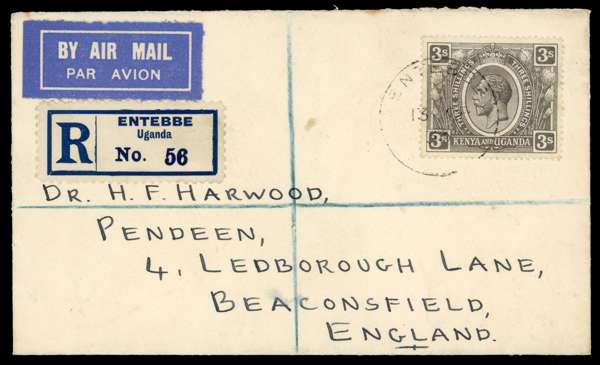 BY AIR MAIL
PAR AVION
R
ENTEBBE
Uganda
No. 56
3s
3s
THREE SHILLINGS
THREE SHILLINGS
3s
3s
KENYA AND UGANDA
13
DR. H. F. HARWOOD,
PENDEEN,
4, LEDBOROUGH LANE,
BEACONSFIELD,
ENGLAND.